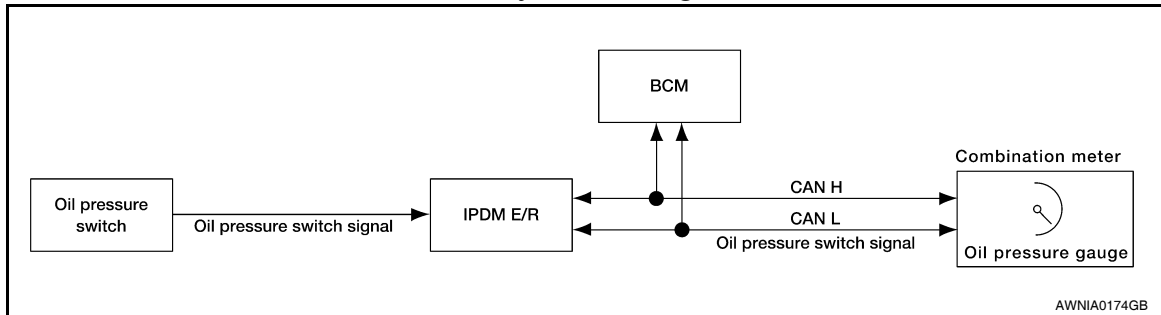 BCM
Combination meter
Oil pressure
switch
Oil pressure switch signal
IPDM E/R
CAN H
CAN L
Oil pressure switch signal
Oil pressure gauge
AWNIA0174GB